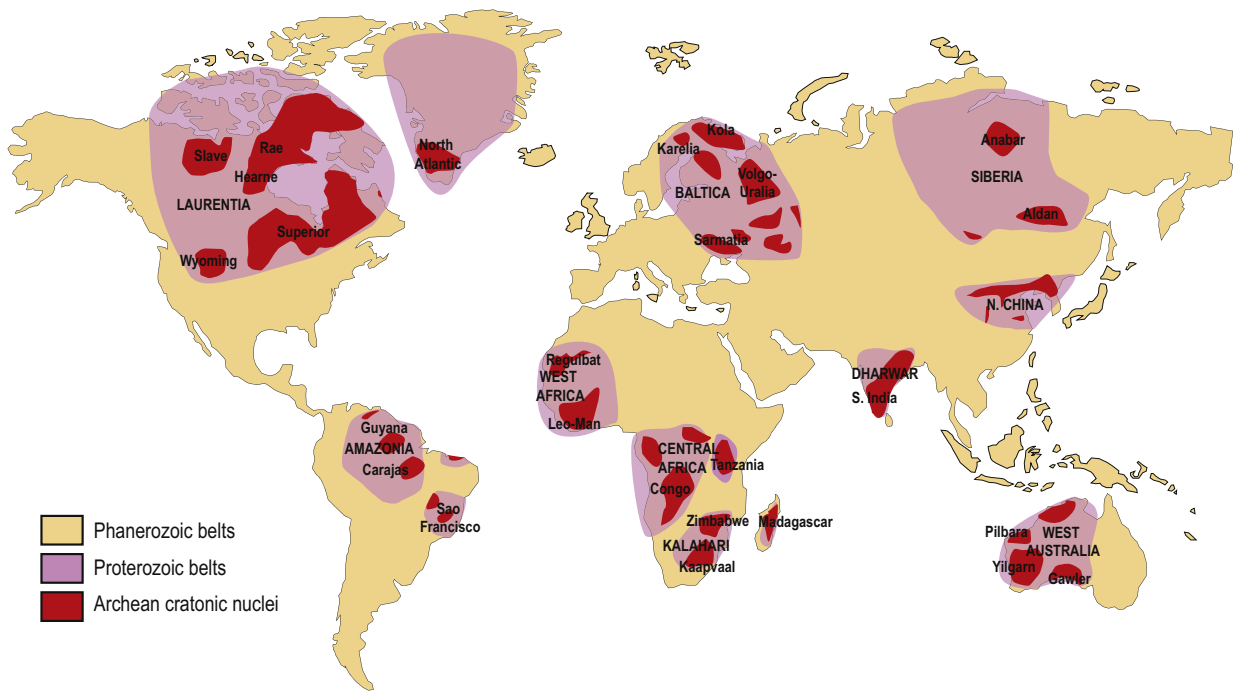 Slave
Rae
Hearne
LAURENTIA
Superior
Wyoming
North
Atlantic
Kola
Karelia
Volgo-
Uralia
BALTICA
Sarmatia
Anabar
SIBERIA
Aldan
N. CHINA
Reguibat
WEST
AFRICA
Leo-Man
DHARWAR
S. India
Guyana
AMAZONIA
Carajas
Sao
Francisco
CENTRAL
AFRICA
Tanzania
Congo
Zimbabwe
Madagascar
KALAHARI
Kaapvaal
Pilbara
WEST
AUSTRALIA
Yilgarn
Gawler
Phanerozoic belts
Proterozoic belts
Archean cratonic nuclei